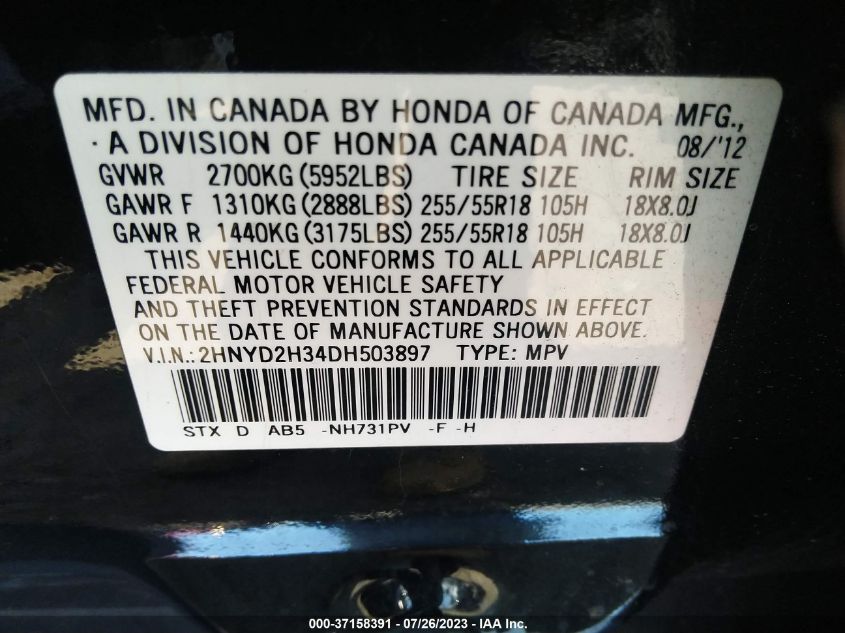 MFD. IN CANADA BY HONDA OF CANADA MFG.,
· A DIVISION OF HONDA CANADA INC. 08/'12
GVWR 2700KG (5952LBS) TIRE SIZE RIM SIZE
GAWR F 1310KG (2888LBS) 255/55R18 105H 18X8.0J
GAWR R 1440KG (3175LBS) 255/55R18 105H 18X8.0J
THIS VEHICLE CONFORMS TO ALL APPLICABLE
FEDERAL MOTOR VEHICLE SAFETY
AND THEFT PREVENTION STANDARDS IN EFFECT
ON THE DATE OF MANUFACTURE SHOWN ABOVE.
V.I.N.: 2HNYD2H34DH503897 TYPE: MPV
STX D AB5 -NH731PV -F -H
000-37158391 / 07/26/2023 - IAA Inc.